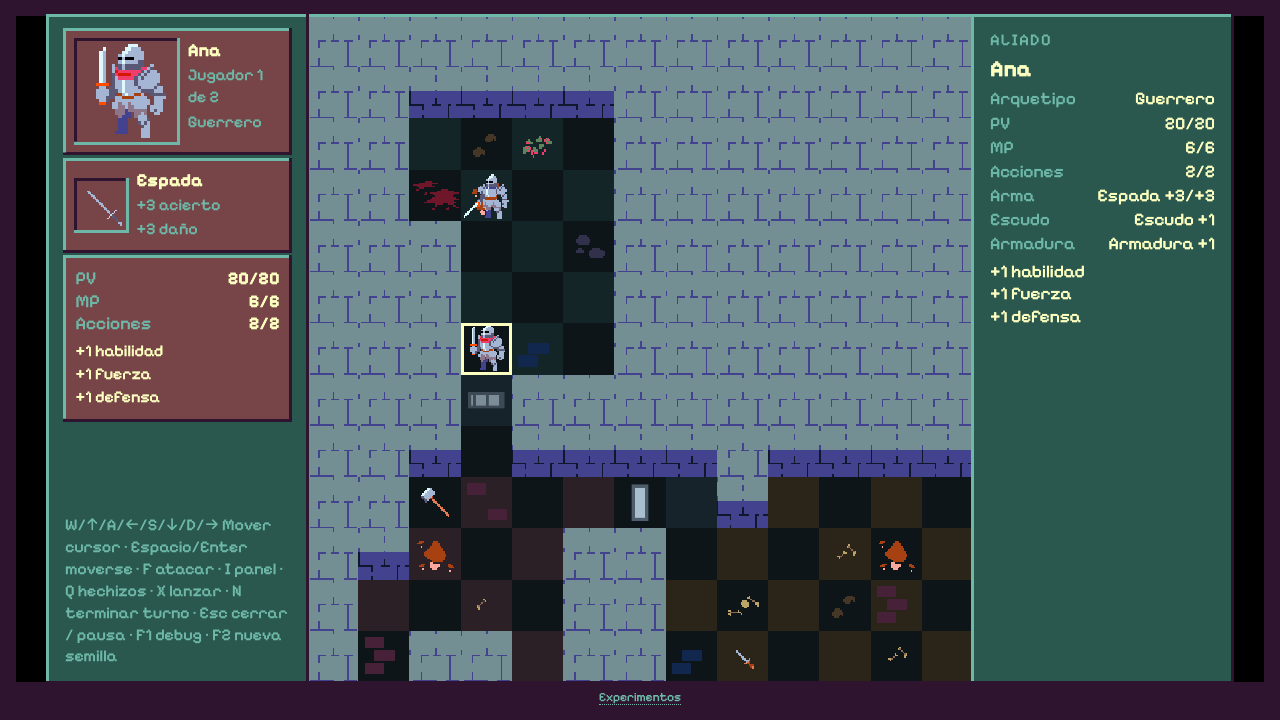 Ana
Jugador 1
de 2
Guerrero
Espada
+3 acierto
+3 daño
PV 20/20
MP 6/6
Acciones 2/2
+1 habilidad
+1 fuerza
+1 defensa
W/↑/A/←/S/↓/D/→ Mover
cursor · Espacio/Enter
moverse · F atacar · I panel ·
Q hechizos · X lanzar · N
terminar turno · Esc cerrar
/ pausa · F1 debug · F2 nueva
semilla
ALIADO
Ana
Arquetipo Guerrero
PV 20/20
MP 6/6
Acciones 2/2
Arma Espada +3/+3
Escudo Escudo +1
Armadura Armadura +1
+1 habilidad
+1 fuerza
+1 defensa
Experimentos